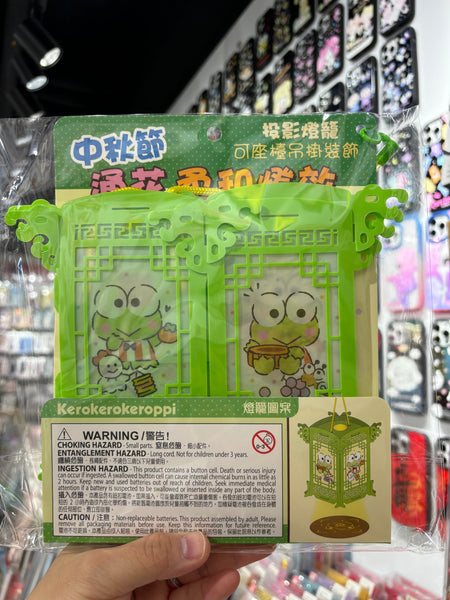 中秋節
投影燈籠
可座檯吊掛裝飾
柔和燈效
Kerokerokeroppi
燈籠圖案
WARNING /警告!
CHOKING HAZARD - Small parts. 窒息危險 - 細小配件。
ENTANGLEMENT HAZARD - Long cord. Not for children under 3 years.
纏繞危險 - 長繩配件。不適合三歲以下兒童使用。
INGESTION HAZARD - This product contains a button cell. Death or serious injury
can occur if ingested. A swallowed button cell can cause internal chemical burns in as little as
2 hours. Keep new and used batteries out of reach of children. Seek immediate medical
attention if a battery is suspected to be swallowed or inserted inside any part of the body.
CAUTION / 注意: - Non-replaceable batteries. This product assembled by adult. Please
remove all packaging materials before use. Keep this information for future reference.